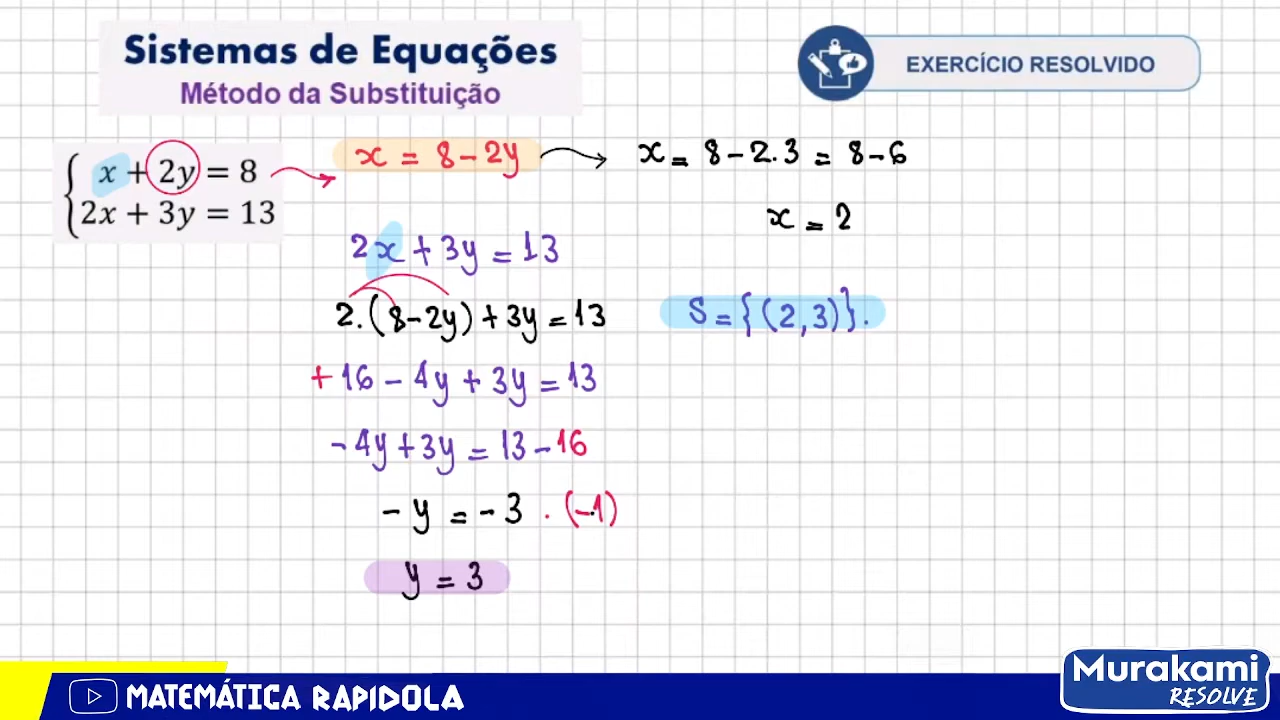 Sistemas de Equações
Método da Substituição
EXERCÍCIO RESOLVIDO
x + 2y = 8
2x + 3y = 13
x = 8 - 2y
2x + 3y = 13
2.(8 - 2y) + 3y = 13
+16 - 4y + 3y = 13
-4y + 3y = 13 - 16
-y = -3 . (-1)
y = 3
x = 8 - 2.3 = 8 - 6
x = 2
S = {(2,3)}.
MATEMÁTICA RAPIDOLA
Murakami
RESOLVE